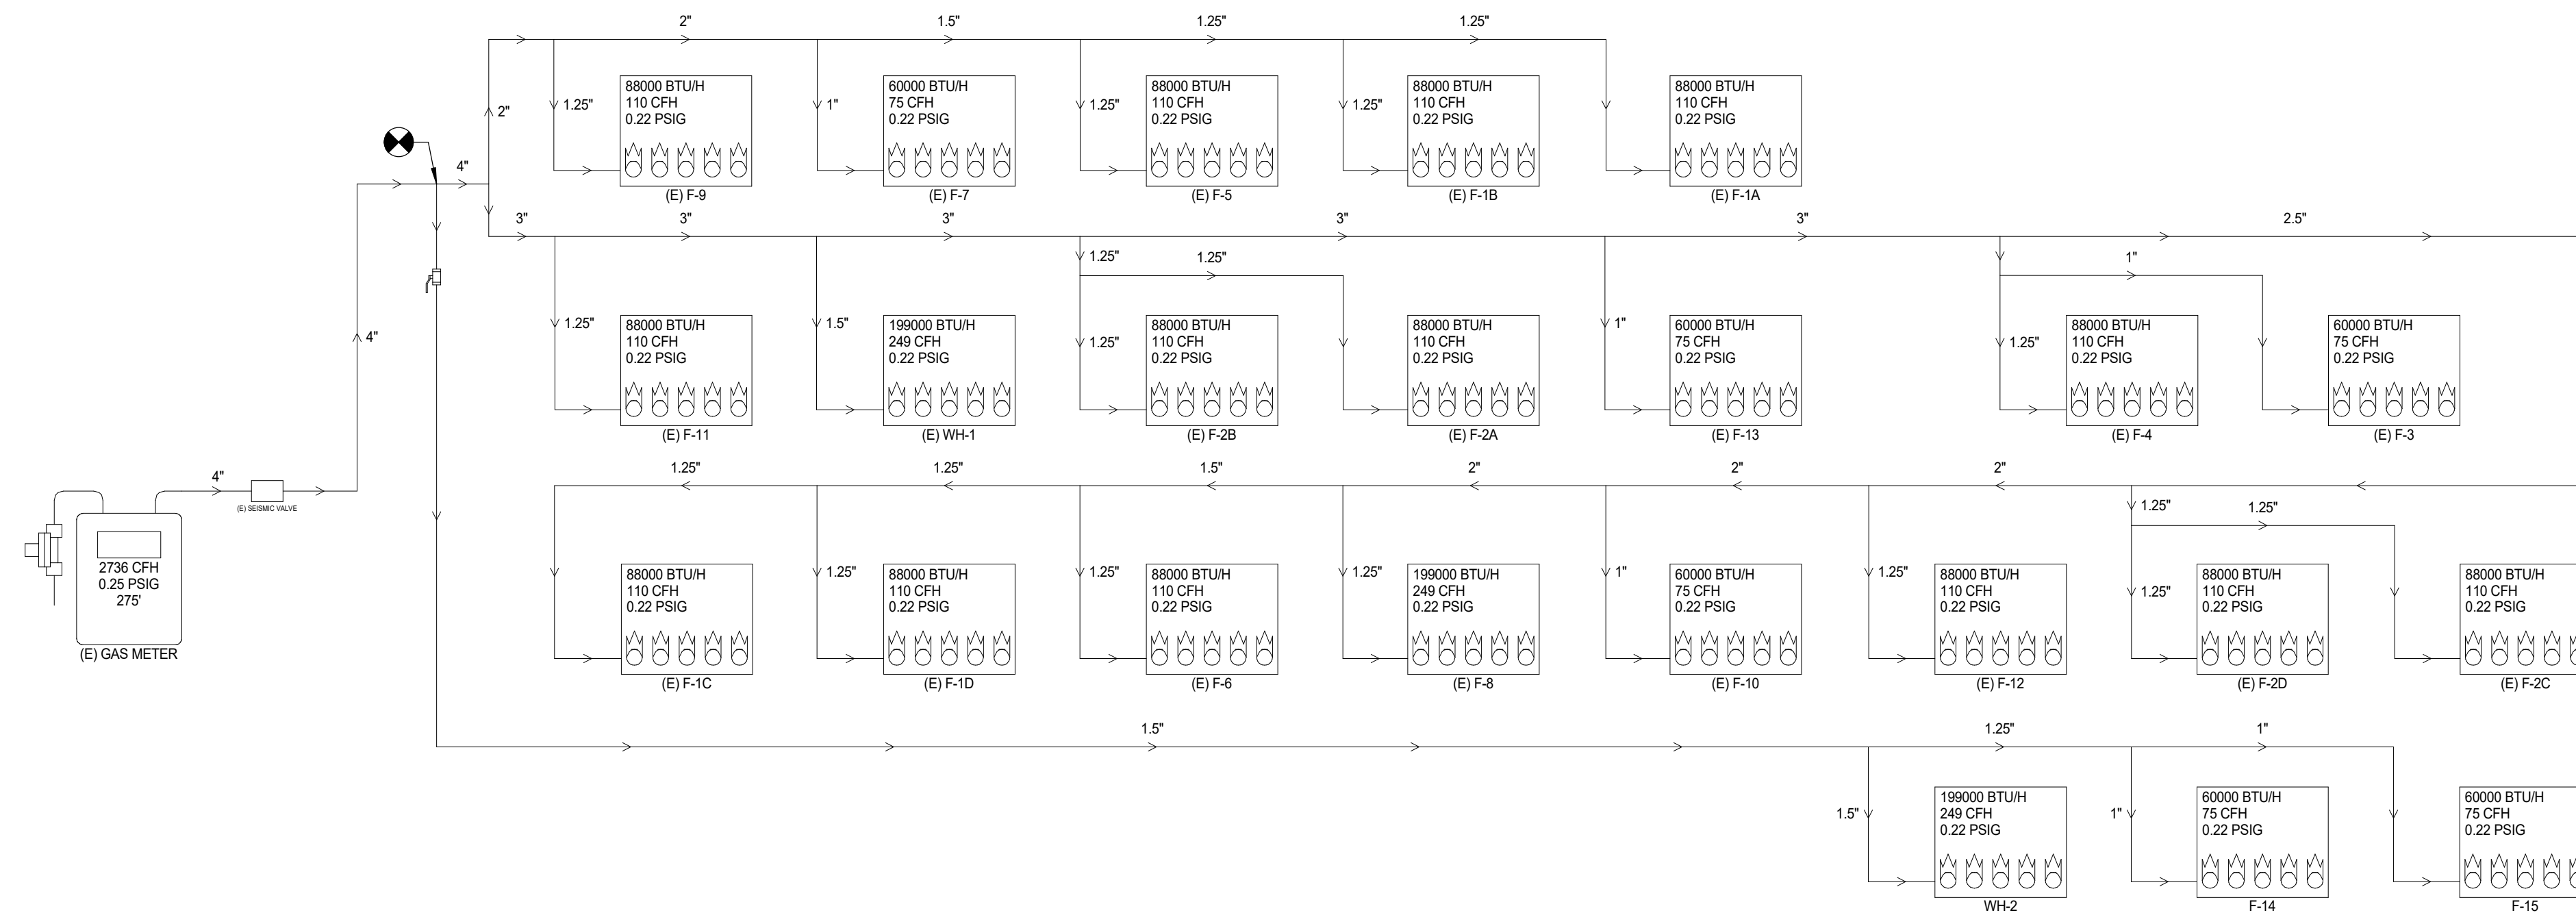 2" 1.5" 1.25" 1.25"
88000 BTU/H
110 CFH
0.22 PSIG
(E) F-9
60000 BTU/H
75 CFH
0.22 PSIG
(E) F-7
88000 BTU/H
110 CFH
0.22 PSIG
(E) F-5
88000 BTU/H
110 CFH
0.22 PSIG
(E) F-1B
88000 BTU/H
110 CFH
0.22 PSIG
(E) F-1A
2" 1.25" 1" 1.25" 1.25"
4"
3" 3" 3" 3" 3" 2.5"
1.25" 1.25" 1"
1.25" 1.5" 1.25" 1" 1.25"
88000 BTU/H
110 CFH
0.22 PSIG
(E) F-11
199000 BTU/H
249 CFH
0.22 PSIG
(E) WH-1
88000 BTU/H
110 CFH
0.22 PSIG
(E) F-2B
88000 BTU/H
110 CFH
0.22 PSIG
(E) F-2A
60000 BTU/H
75 CFH
0.22 PSIG
(E) F-13
88000 BTU/H
110 CFH
0.22 PSIG
(E) F-4
60000 BTU/H
75 CFH
0.22 PSIG
(E) F-3
4"
4"
(E) SEISMIC VALVE
2736 CFH
0.25 PSIG
275'
(E) GAS METER
1.25" 1.25" 1.5" 2" 2" 2"
1.25" 1.25"
1.25" 1.25" 1.25" 1" 1.25" 1.25"
88000 BTU/H
110 CFH
0.22 PSIG
(E) F-1C
88000 BTU/H
110 CFH
0.22 PSIG
(E) F-1D
88000 BTU/H
110 CFH
0.22 PSIG
(E) F-6
199000 BTU/H
249 CFH
0.22 PSIG
(E) F-8
60000 BTU/H
75 CFH
0.22 PSIG
(E) F-10
88000 BTU/H
110 CFH
0.22 PSIG
(E) F-12
88000 BTU/H
110 CFH
0.22 PSIG
(E) F-2D
88000 BTU/H
110 CFH
0.22 PSIG
(E) F-2C
1.5" 1.25" 1"
1.5" 1"
199000 BTU/H
249 CFH
0.22 PSIG
WH-2
60000 BTU/H
75 CFH
0.22 PSIG
F-14
60000 BTU/H
75 CFH
0.22 PSIG
F-15